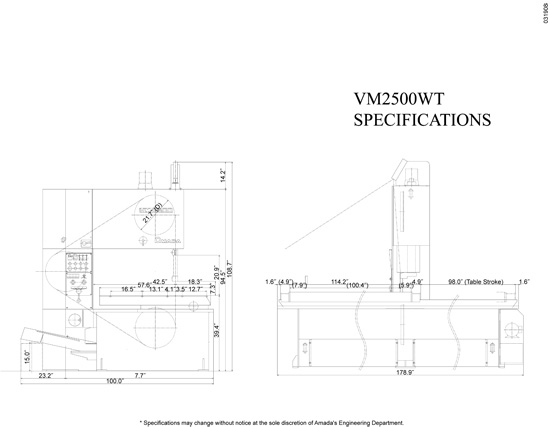 031908
VM2500WT
SPECIFICATIONS
14.2"
21.7"(D)
108.7"
94.5"
20.9"
42.5" 18.3"
57.6"
16.5" 13.1" 4.1" 3.5" 12.7"
7.3"
39.4"
15.0"
23.2" 7.7"
100.0"
1.6" (4.9") 114.2" 4.9" 98.0" (Table Stroke) 1.6"
(7.9") (100.4") (5.9")
178.9"
* Specifications may change without notice at the sole discretion of Amada's Engineering Department.